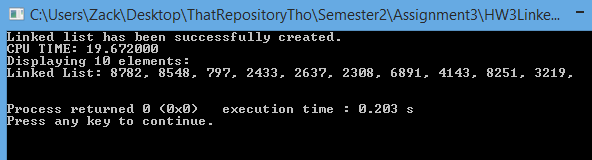 C:\Users\Zack\Desktop\ThatRepositoryTho\Semester2\Assignment3\HW3Linke...
Linked list has been successfully created.
CPU TIME: 19.672000
Displaying 10 elements:
Linked List: 8782, 8548, 797, 2433, 2637, 2308, 6891, 4143, 8251, 3219,
Process returned 0 (0x0)   execution time : 0.203 s
Press any key to continue.